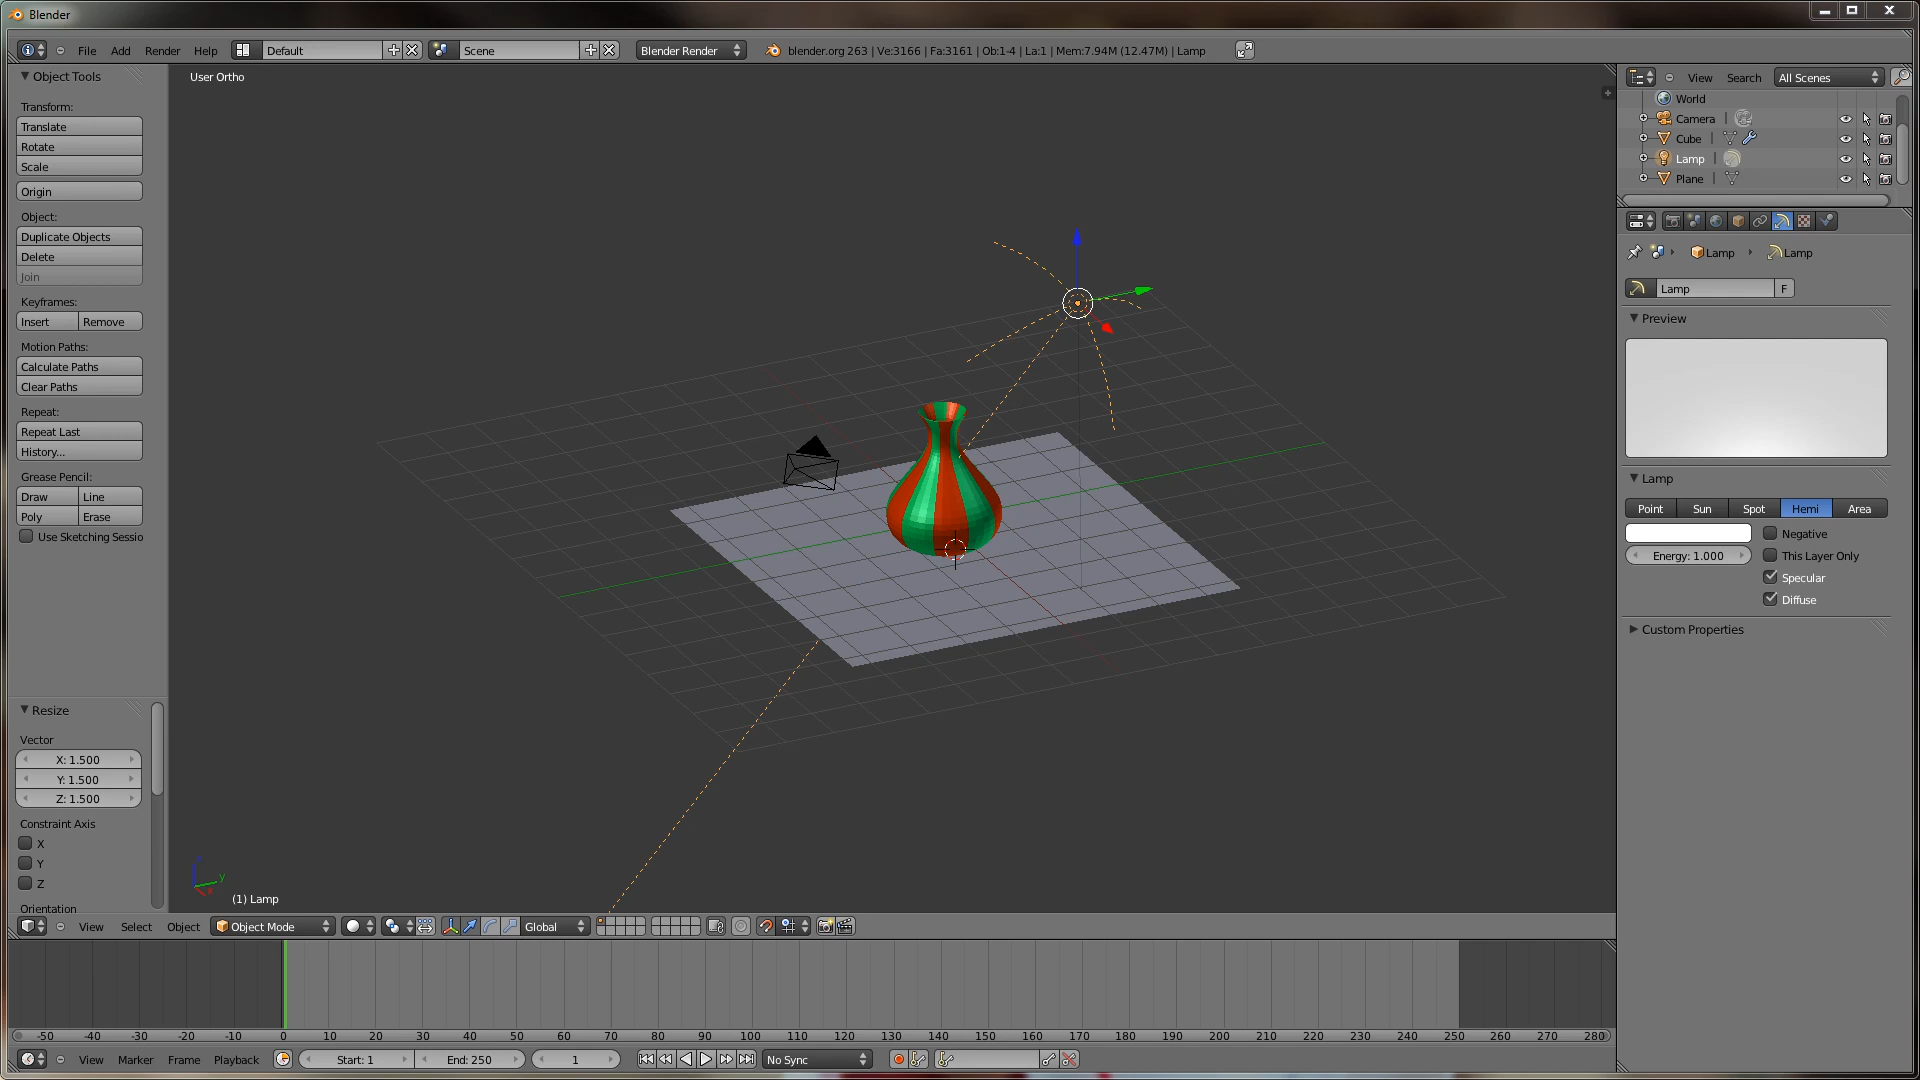 Blender
File Add Render Help Default Scene Blender Render blender.org 263 | Ve:3166 | Fa:3161 | Ob:1-4 | La:1 | Mem:7.94M (12.47M) | Lamp
Object Tools
Transform:
Translate
Rotate
Scale
Origin
Object:
Duplicate Objects
Delete
Join
Keyframes:
Insert Remove
Motion Paths:
Calculate Paths
Clear Paths
Repeat:
Repeat Last
History...
Grease Pencil:
Draw Line
Poly Erase
Use Sketching Sessio
Resize
Vector
X: 1.500
Y: 1.500
Z: 1.500
Constraint Axis
X
Y
Z
Orientation
User Ortho
y
(1) Lamp
View Select Object Object Mode Global
-50 -40 -30 -20 -10 0 10 20 30 40 50 60 70 80 90 100 110 120 130 140 150 160 170 180 190 200 210 220 230 240 250 260 270 280
View Marker Frame Playback Start: 1 End: 250 1 No Sync
View Search All Scenes
World
Camera
Cube
Lamp
Plane
Lamp Lamp
Lamp F
Preview
Lamp
Point Sun Spot Hemi Area
Negative
Energy: 1.000 This Layer Only
Specular
Diffuse
Custom Properties